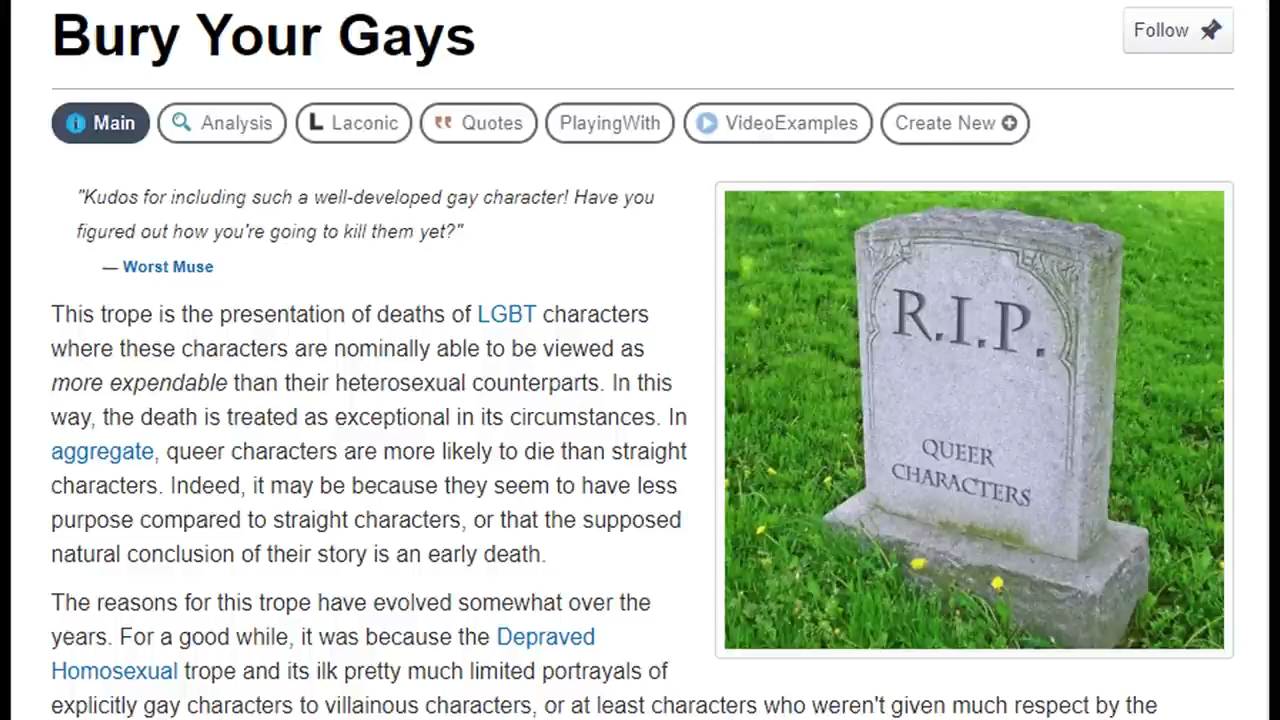 Bury Your Gays
Follow
Main Analysis Laconic Quotes PlayingWith VideoExamples Create New
"Kudos for including such a well-developed gay character! Have you
figured out how you're going to kill them yet?"
— Worst Muse
This trope is the presentation of deaths of LGBT characters
where these characters are nominally able to be viewed as
more expendable than their heterosexual counterparts. In this
way, the death is treated as exceptional in its circumstances. In
aggregate, queer characters are more likely to die than straight
characters. Indeed, it may be because they seem to have less
purpose compared to straight characters, or that the supposed
natural conclusion of their story is an early death.
The reasons for this trope have evolved somewhat over the
years. For a good while, it was because the Depraved
Homosexual trope and its ilk pretty much limited portrayals of
explicitly gay characters to villainous characters, or at least characters who weren't given much respect by the
R.I.P.
QUEER
CHARACTERS